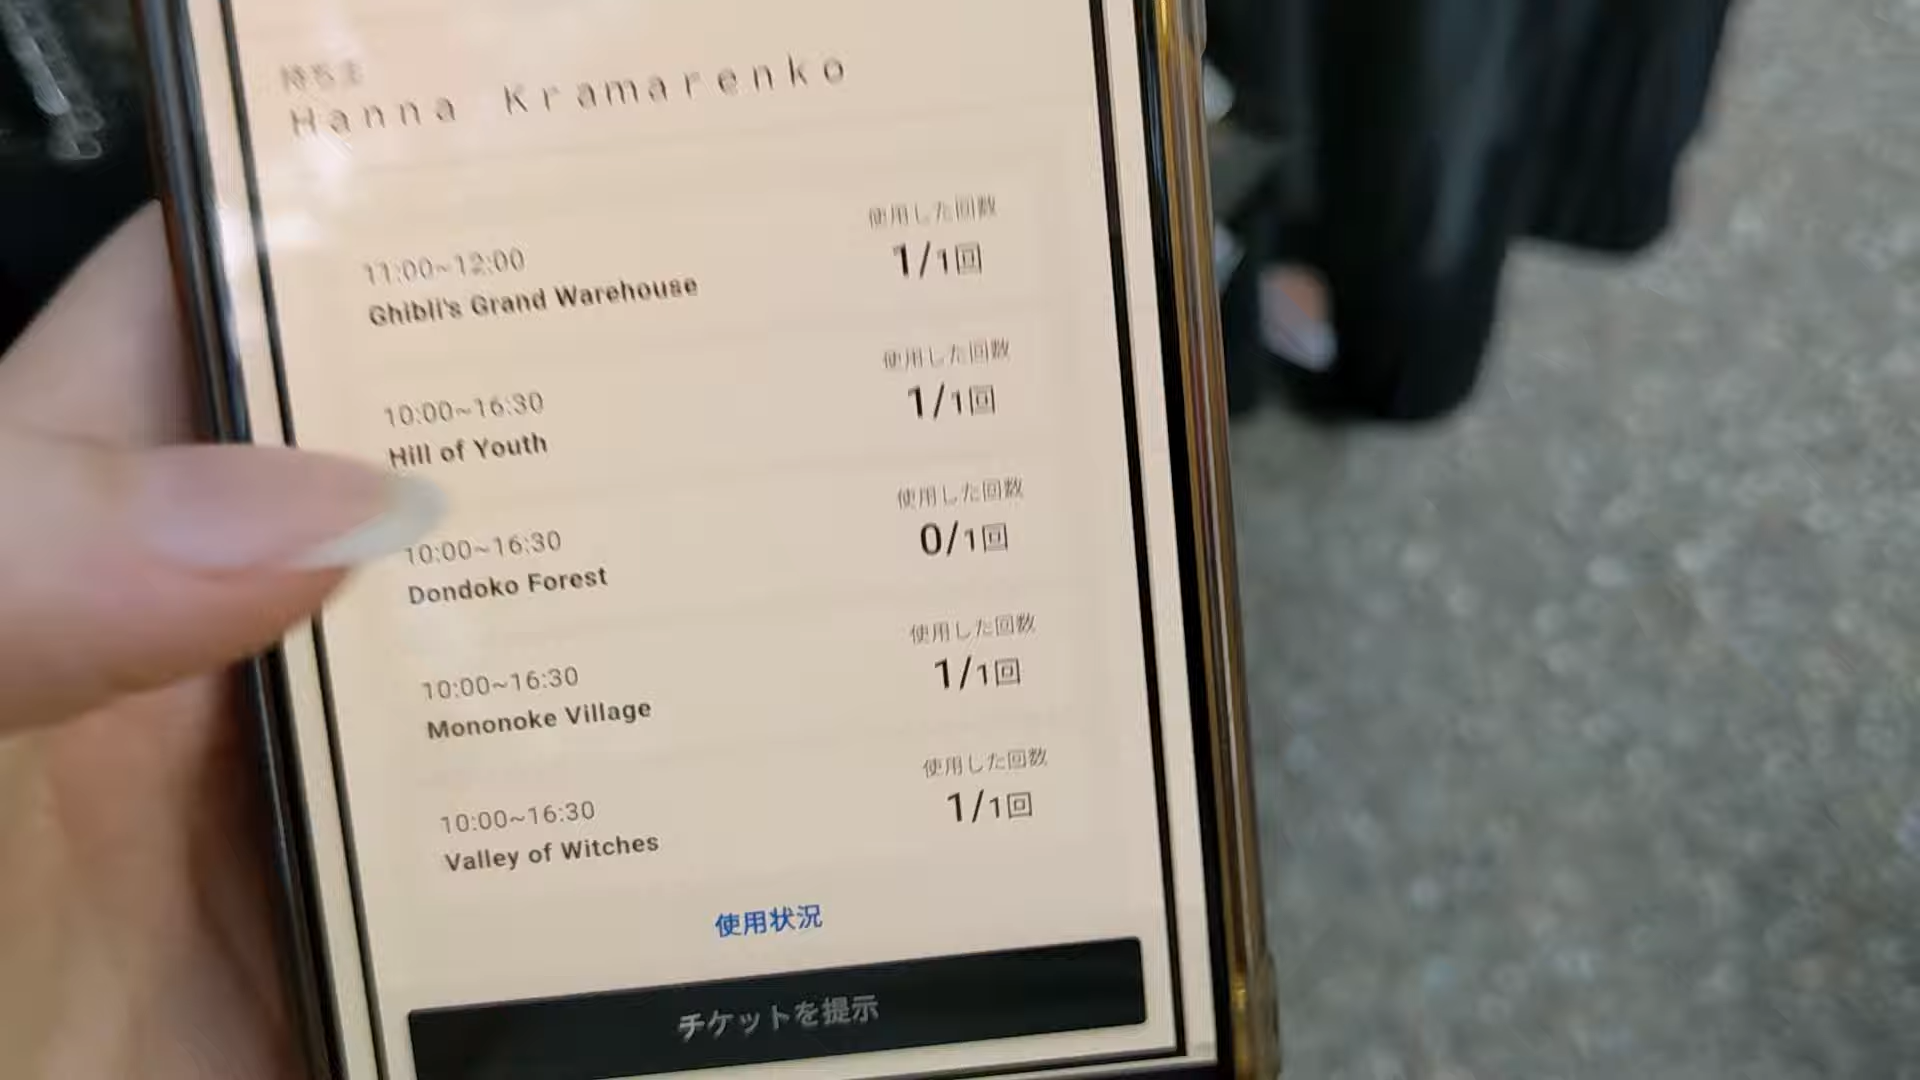 持ち主
Hanna Kramarenko
使用した回数
11:00~12:00
1/1回
Ghibli's Grand Warehouse
使用した回数
10:00~16:30
1/1回
Hill of Youth
使用した回数
10:00~16:30
0/1回
Dondoko Forest
使用した回数
10:00~16:30
1/1回
Mononoke Village
使用した回数
10:00~16:30
1/1回
Valley of Witches
使用状況
チケットを提示